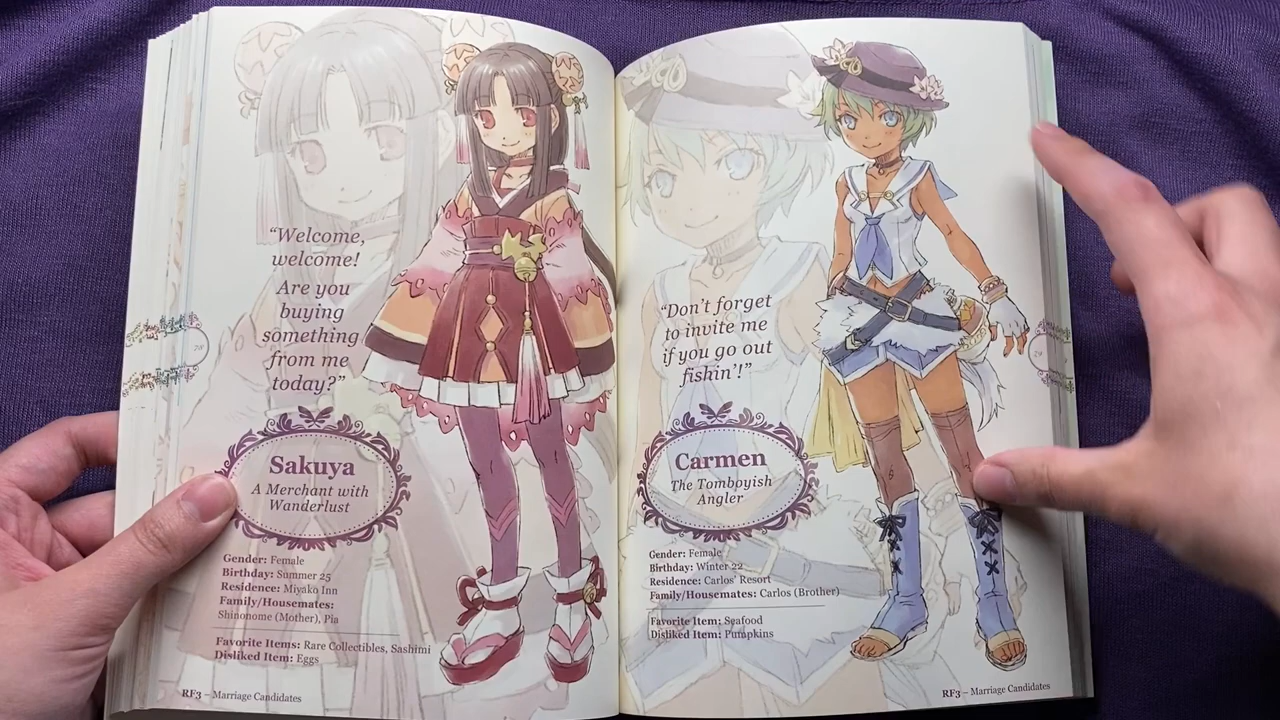 “Welcome,
welcome!
Are you
buying
something
from me
today?”
Sakuya
A Merchant with
Wanderlust
Gender: Female
Birthday: Summer 25
Residence: Miyako Inn
Family/Housemates:
Shinonome (Mother), Pia
Favorite Items: Rare Collectibles, Sashimi
Disliked Item: Eggs
RF3 – Marriage Candidates
28
“Don’t forget
to invite me
if you go out
fishin’!”
Carmen
The Tomboyish
Angler
Gender: Female
Birthday: Winter 22
Residence: Carlos’ Resort
Family/Housemates: Carlos (Brother)
Favorite Item: Seafood
Disliked Item: Pumpkins
RF3 – Marriage Candidates
29